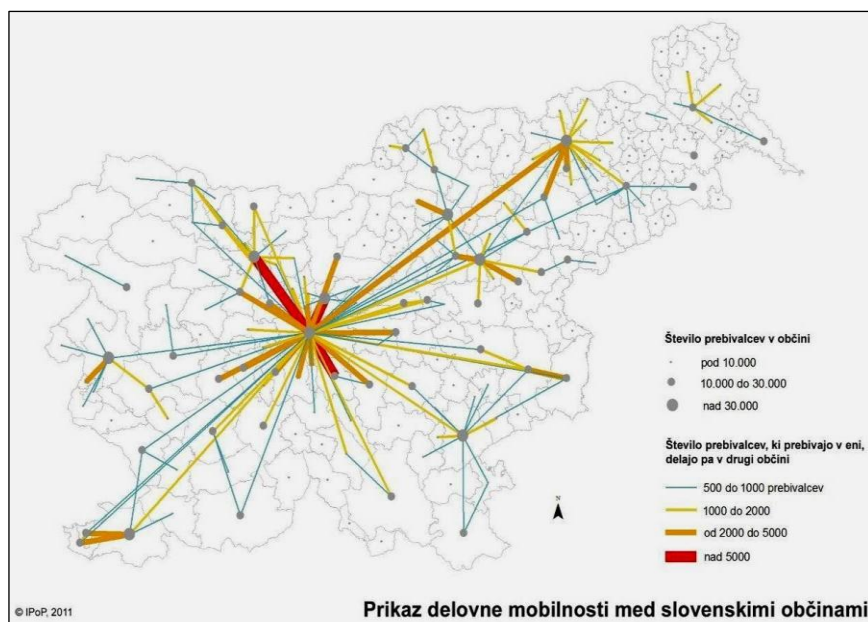 Število prebivalcev v občini
pod 10.000
10.000 do 30.000
nad 30.000
Število prebivalcev, ki prebivajo v eni,
delajo pa v drugi občini
500 do 1000 prebivalcev
1000 do 2000
od 2000 do 5000
nad 5000
N
© IPoP, 2011
Prikaz delovne mobilnosti med slovenskimi občinami